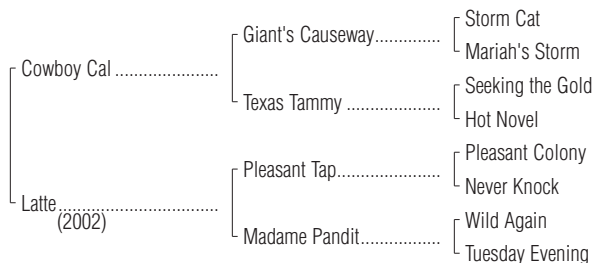 Storm Cat
Giant's Causeway..............
Mariah's Storm
Cowboy Cal ......................
Seeking the Gold
Texas Tammy ....................
Hot Novel
Pleasant Colony
Pleasant Tap......................
Never Knock
Latte..................................
(2002)
Wild Again
Madame Pandit.................
Tuesday Evening